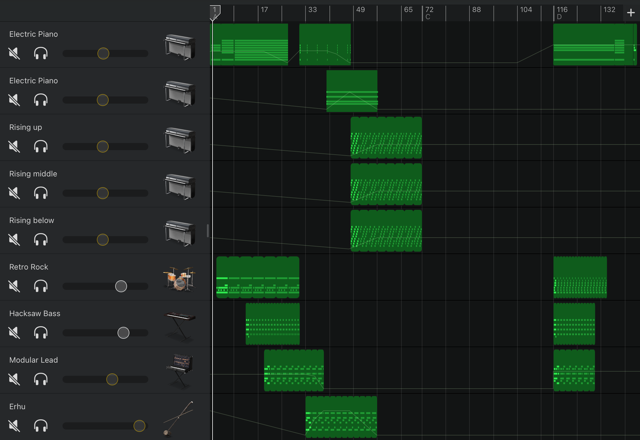 1 17 33 49 65 72 88 104 116 132 +
A C D
Electric Piano
Electric Piano
Rising up
Rising middle
Rising below
Retro Rock
Hacksaw Bass
Modular Lead
Erhu